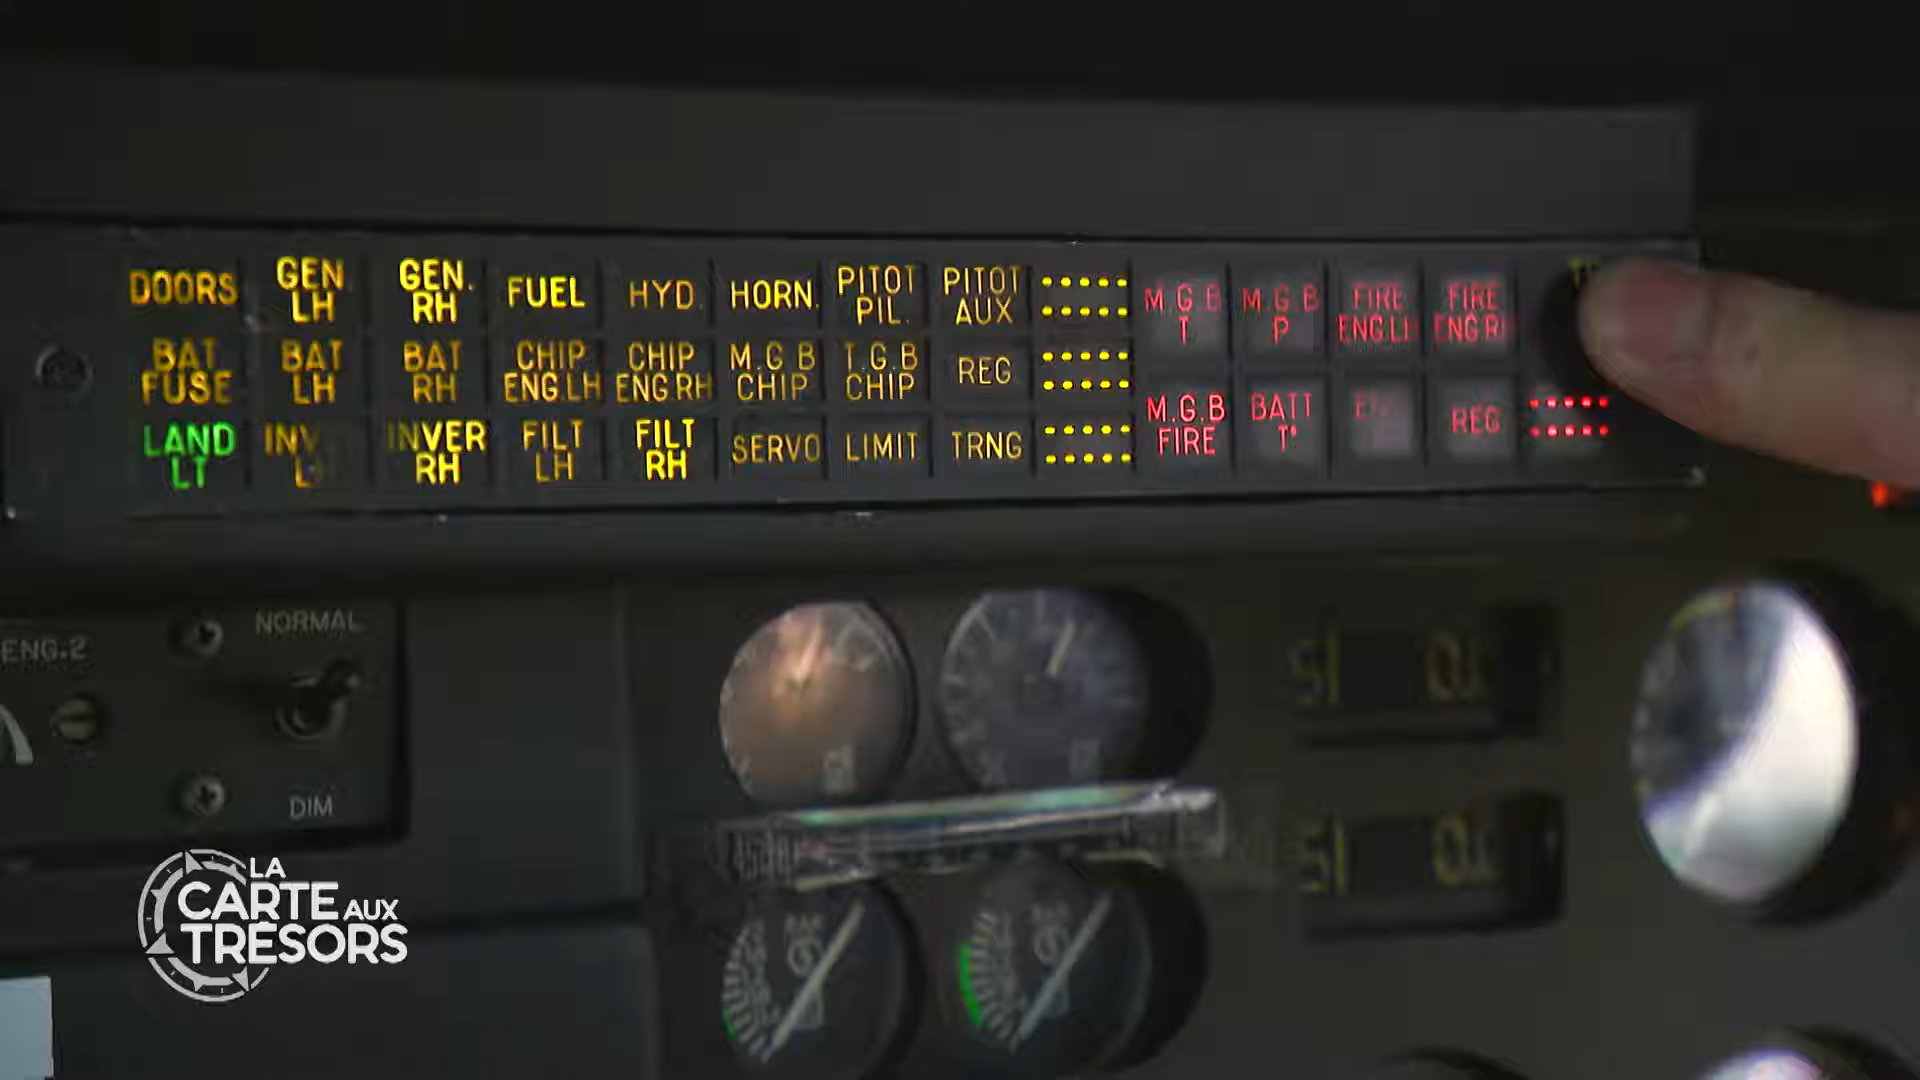 DOORS
GEN.
LH
GEN.
RH
FUEL
HYD.
HORN.
PITOT
PIL.
PITOT
AUX
M.G.B
T
M.G.B
P
FIRE
ENG.LH
FIRE
ENG.RH
BAT
FUSE
BAT
LH
BAT
RH
CHIP
ENG.LH
CHIP
ENG.RH
M.G.B
CHIP
T.G.B
CHIP
REG
M.G.B
FIRE
BATT
T°
REG
LAND
LT
INVER
RH
FILT
LH
FILT
RH
SERVO
LIMIT
TRNG
ENG.2
NORMAL
DIM
LA
CARTE AUX
TRÉSORS